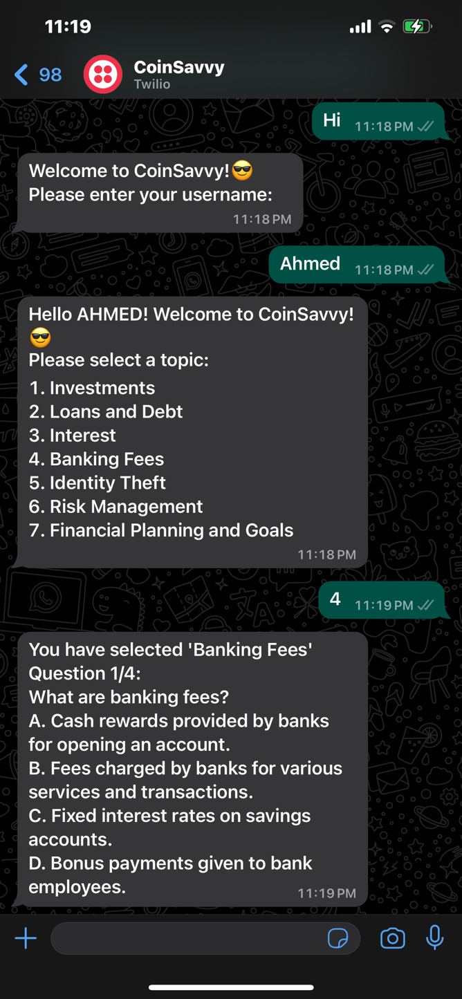 11:19
98
CoinSavvy
Twilio
Hi 11:18 PM
Welcome to CoinSavvy!😎
Please enter your username:
11:18 PM
Ahmed 11:18 PM
Hello AHMED! Welcome to CoinSavvy!
😎
Please select a topic:
1. Investments
2. Loans and Debt
3. Interest
4. Banking Fees
5. Identity Theft
6. Risk Management
7. Financial Planning and Goals
11:18 PM
4 11:19 PM
You have selected 'Banking Fees'
Question 1/4:
What are banking fees?
A. Cash rewards provided by banks
for opening an account.
B. Fees charged by banks for various
services and transactions.
C. Fixed interest rates on savings
accounts.
D. Bonus payments given to bank
employees.
11:19 PM